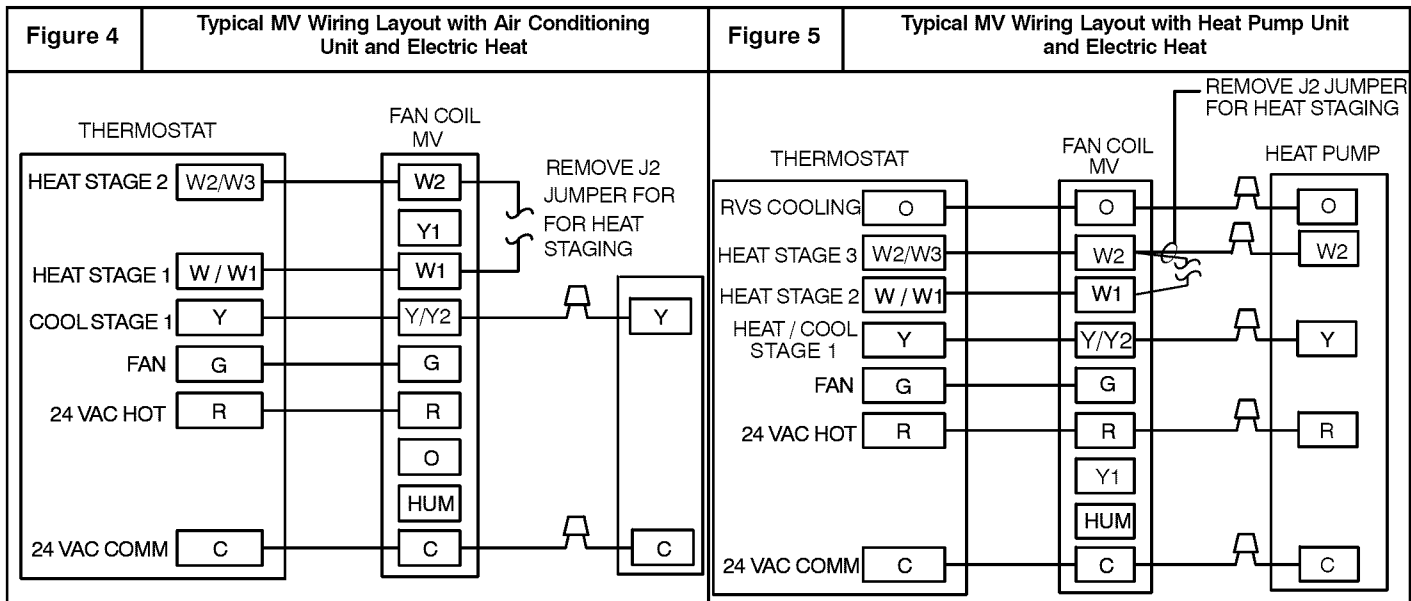 Figure 4
Typical MV Wiring Layout with Air Conditioning
Unit and Electric Heat
THERMOSTAT
FAN COIL
MV
HEAT STAGE 2 W2/W3 W2
REMOVE J2
JUMPER FOR
FOR HEAT
STAGING
Y1
HEAT STAGE 1 W / W1 W1
COOL STAGE 1 Y Y/Y2 Y
FAN G G
24 VAC HOT R R
O
HUM
24 VAC COMM C C C
Figure 5
Typical MV Wiring Layout with Heat Pump Unit
and Electric Heat
REMOVE J2 JUMPER
FOR HEAT STAGING
THERMOSTAT
FAN COIL
MV
HEAT PUMP
RVS COOLING O O O
HEAT STAGE 3 W2/W3 W2 W2
HEAT STAGE 2 W / W1 W1
HEAT / COOL
STAGE 1
Y Y/Y2 Y
FAN G G
24 VAC HOT R R R
Y1
HUM
24 VAC COMM C C C